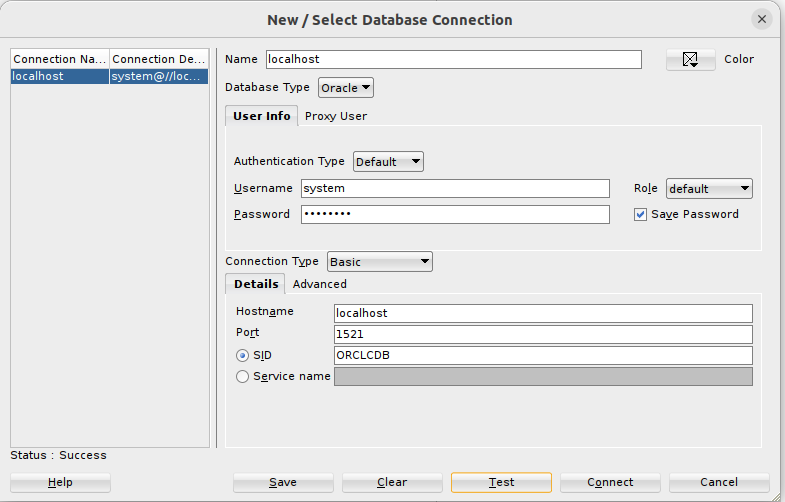 New / Select Database Connection
Connection Na... Connection De...
localhost system@//loc...
Name localhost Color
Database Type Oracle
User Info Proxy User
Authentication Type Default
Username system Role default
Password •••••••• Save Password
Connection Type Basic
Details Advanced
Hostname localhost
Port 1521
SID ORCLCDB
Service name
Status : Success
Help Save Clear Test Connect Cancel